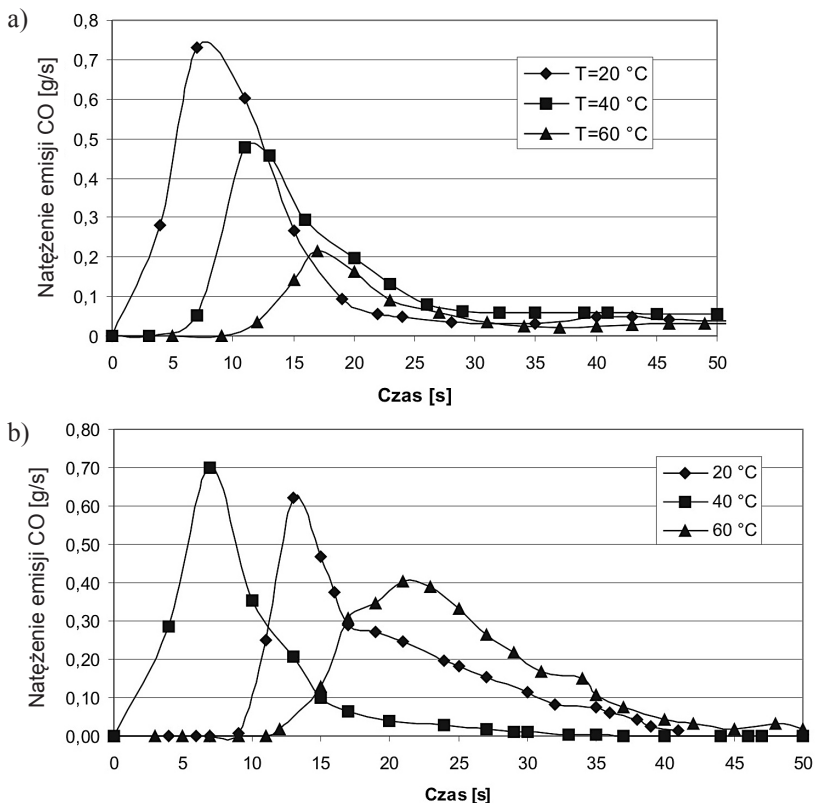 a)
Natężenie emisji CO [g/s]
0,8
0,7
0,6
0,5
0,4
0,3
0,2
0,1
0
T=20 °C
T=40 °C
T=60 °C
0 5 10 15 20 25 30 35 40 45 50
Czas [s]
b)
Natężenie emisji CO [g/s]
0,80
0,70
0,60
0,50
0,40
0,30
0,20
0,10
0,00
20 °C
40 °C
60 °C
0 5 10 15 20 25 30 35 40 45 50
Czas [s]